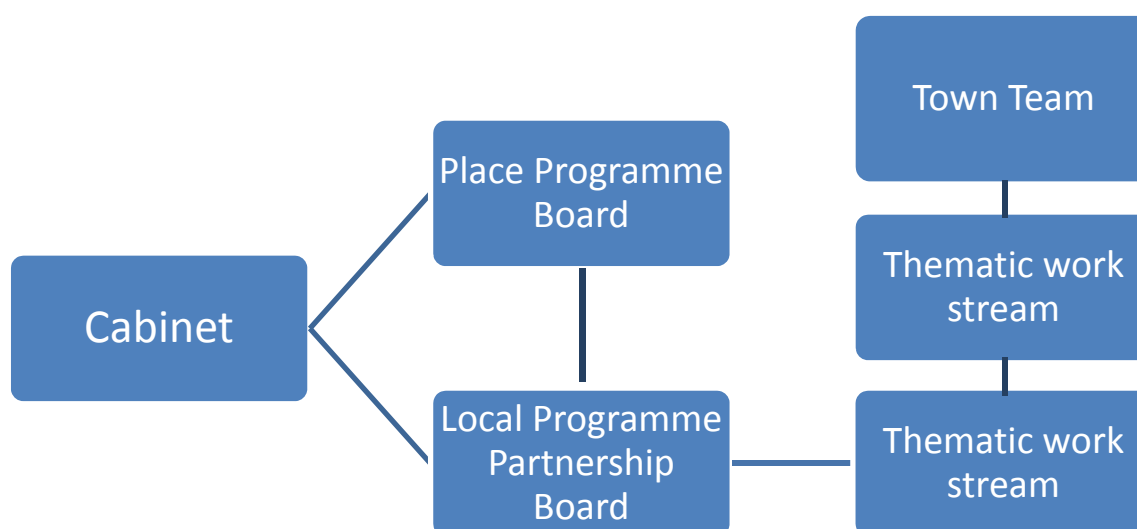 Cabinet
Place Programme
Board
Local Programme
Partnership
Board
Town Team
Thematic work
stream
Thematic work
stream